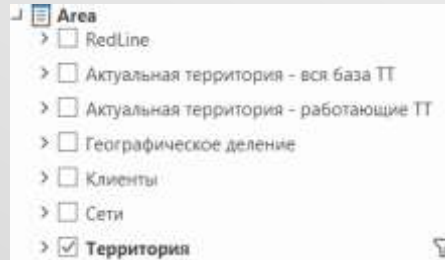 Area
RedLine
Актуальная территория - вся база ТТ
Актуальная территория - работающие ТТ
Географическое деление
Клиенты
Сети
Территория